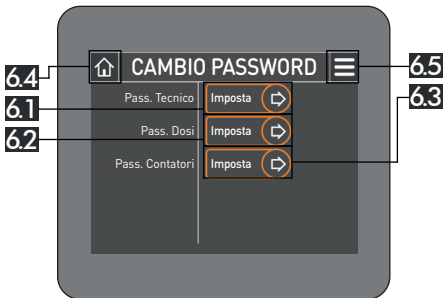 CAMBIO PASSWORD
6.4
6.5
Pass. Tecnico Imposta
6.1
6.3
Pass. Dosi Imposta
6.2
Pass. Contatori Imposta